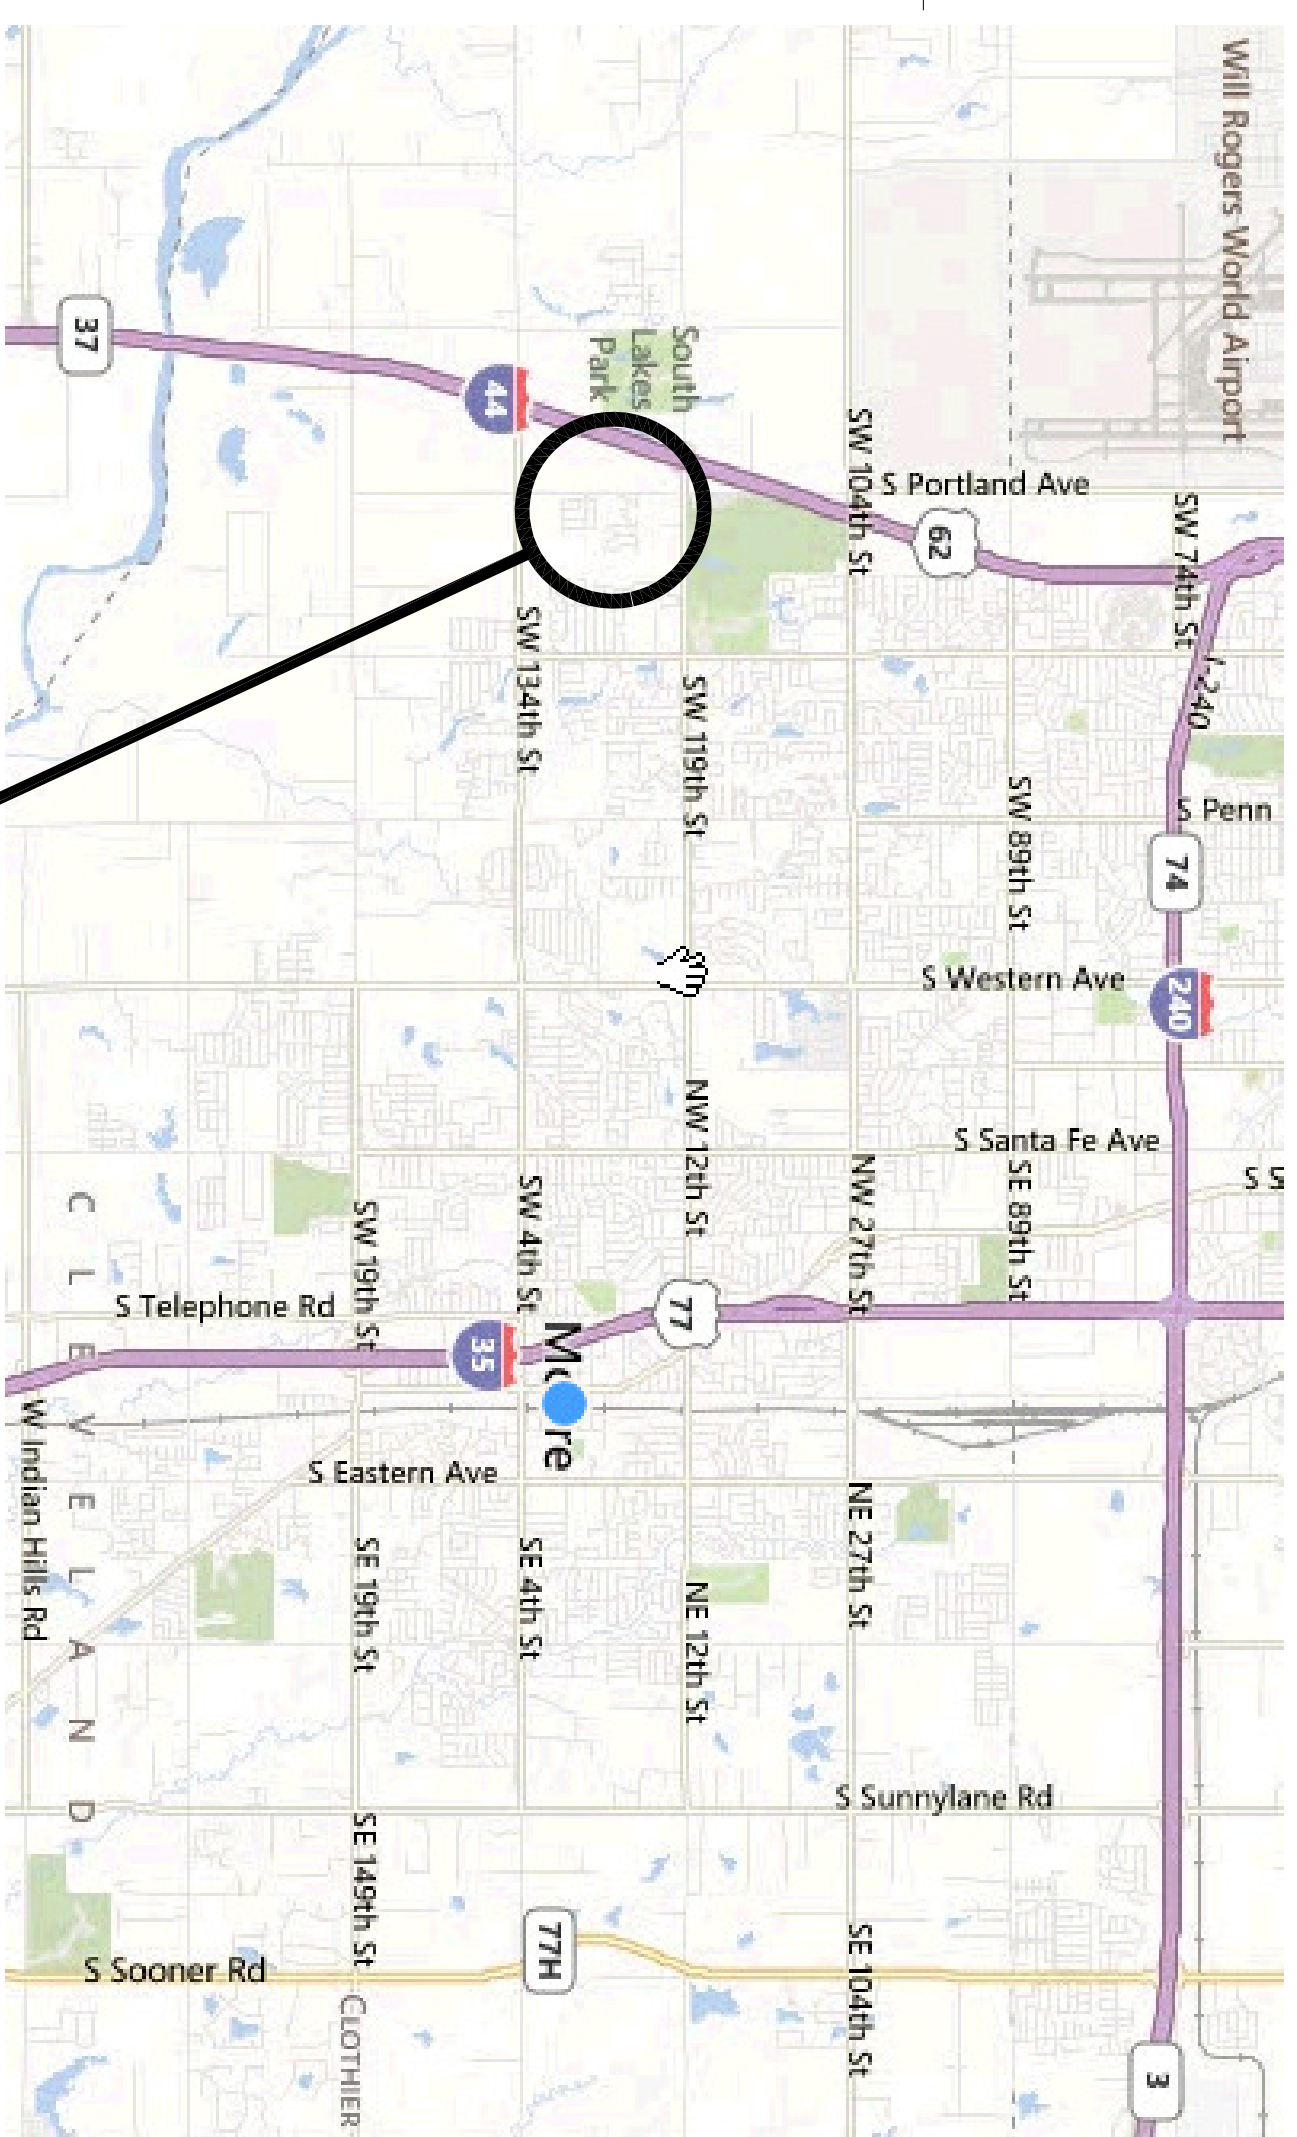 Will Rogers World Airport
37
44
South
Lakes
Park
SW 104th St
S Portland Ave
62
SW 74th St
I-240
SW 134th St
SW 119th St
SW 89th St
S Penn
74
S Western Ave
240
NW 12th St
S Santa Fe Ave
SE 89th St
NW 27th St
S S
SW 4th St
SW 19th St
S Telephone Rd
77
35
Moore
CLEVELAND
W Indian Hills Rd
S Eastern Ave
SE 19th St
SE 4th St
NE 12th St
NE 27th St
S Sunnylane Rd
SE 149th St
77H
SE 104th St
S Sooner Rd
CLOTHIER
3